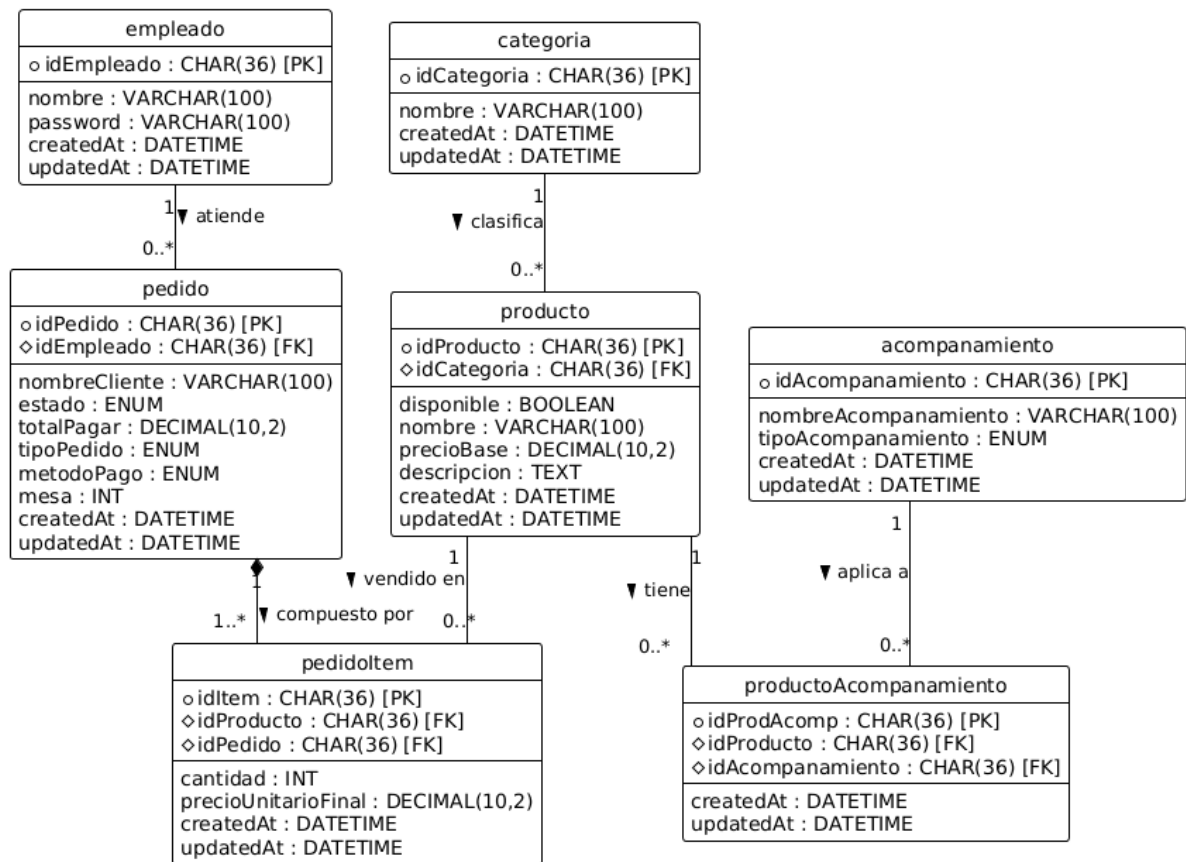 empleado
idEmpleado : CHAR(36) [PK]
nombre : VARCHAR(100)
password : VARCHAR(100)
createdAt : DATETIME
updatedAt : DATETIME
categoria
idCategoria : CHAR(36) [PK]
nombre : VARCHAR(100)
createdAt : DATETIME
updatedAt : DATETIME
1
atiende
0..*
1
clasifica
0..*
pedido
idPedido : CHAR(36) [PK]
idEmpleado : CHAR(36) [FK]
nombreCliente : VARCHAR(100)
estado : ENUM
totalPagar : DECIMAL(10,2)
tipoPedido : ENUM
metodoPago : ENUM
mesa : INT
createdAt : DATETIME
updatedAt : DATETIME
producto
idProducto : CHAR(36) [PK]
idCategoria : CHAR(36) [FK]
disponible : BOOLEAN
nombre : VARCHAR(100)
precioBase : DECIMAL(10,2)
descripcion : TEXT
createdAt : DATETIME
updatedAt : DATETIME
acompanamiento
idAcompanamiento : CHAR(36) [PK]
nombreAcompanamiento : VARCHAR(100)
tipoAcompanamiento : ENUM
createdAt : DATETIME
updatedAt : DATETIME
1
compuesto por
1..*
1
vendido en
0..*
1
tiene
0..*
1
aplica a
0..*
pedidoItem
idItem : CHAR(36) [PK]
idProducto : CHAR(36) [FK]
idPedido : CHAR(36) [FK]
cantidad : INT
precioUnitarioFinal : DECIMAL(10,2)
createdAt : DATETIME
updatedAt : DATETIME
productoAcompanamiento
idProdAcomp : CHAR(36) [PK]
idProducto : CHAR(36) [FK]
idAcompanamiento : CHAR(36) [FK]
createdAt : DATETIME
updatedAt : DATETIME